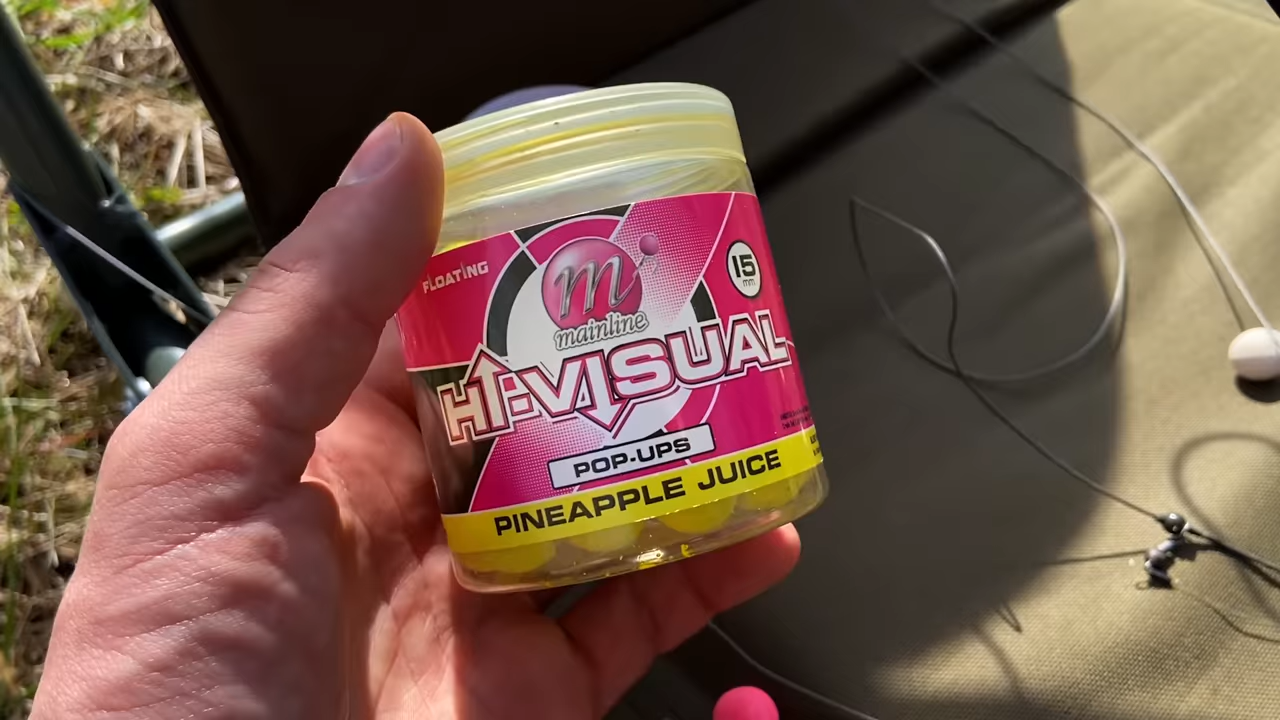 FLOATING
m
mainline
15
mm
HI-VISUAL
POP-UPS
PINEAPPLE JUICE